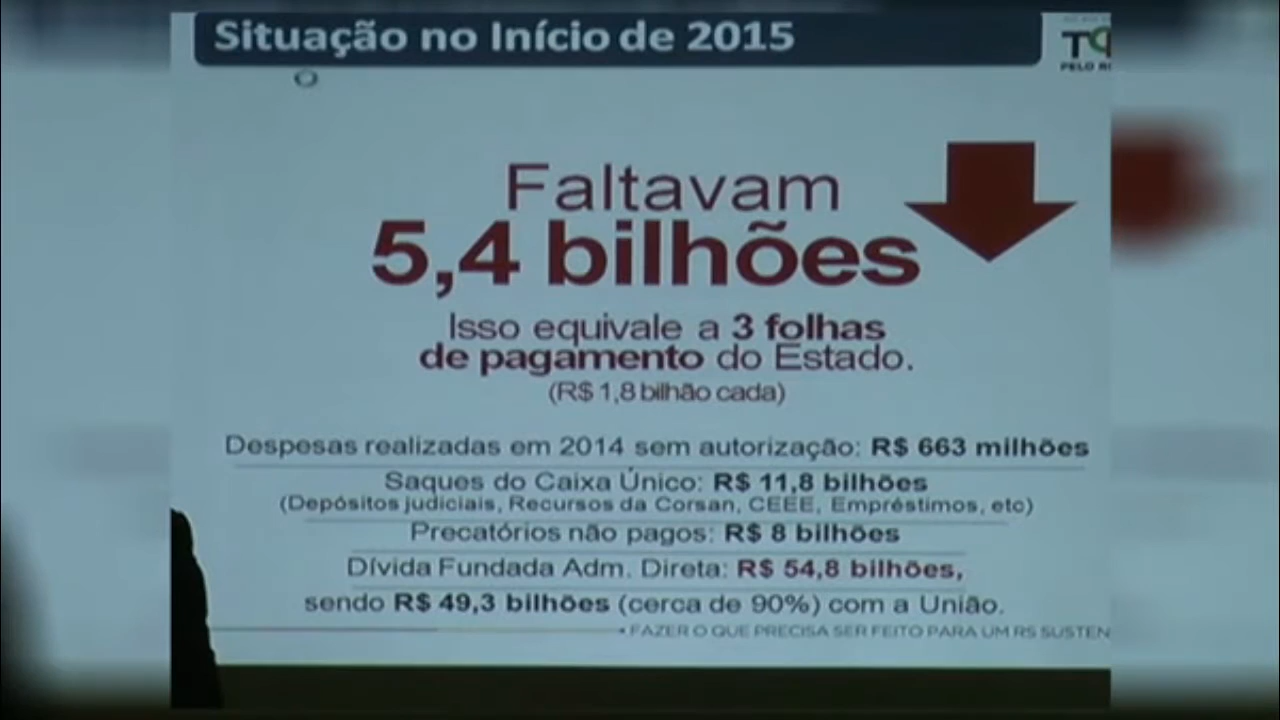 Situação no Início de 2015
PELO
Faltavam
5,4 bilhões
Isso equivale a 3 folhas
de pagamento do Estado.
(R$ 1,8 bilhão cada)
Despesas realizadas em 2014 sem autorização: R$ 663 milhões
Saques do Caixa Único: R$ 11,8 bilhões
(Depósitos judiciais, Recursos da Corsan, CEEE, Empréstimos, etc)
Precatórios não pagos: R$ 8 bilhões
Dívida Fundada Adm. Direta: R$ 54,8 bilhões,
sendo R$ 49,3 bilhões (cerca de 90%) com a União.
• FAZER O QUE PRECISA SER FEITO PARA UM RS SUSTEN